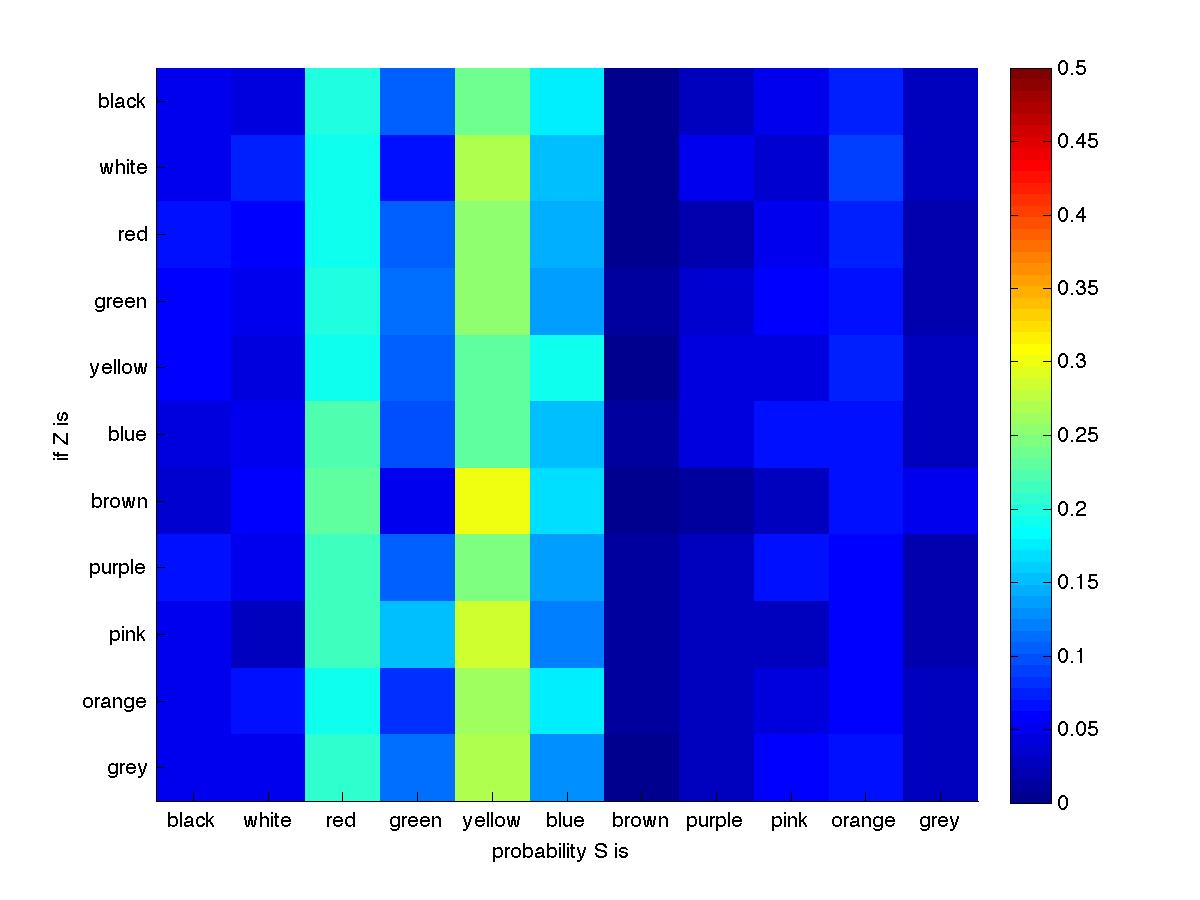 0.5
black
0.45
white
0.4
red
0.35
green
0.3
yellow
0.25
blue
if Z is
0.2
brown
0.15
purple
0.1
pink
0.05
orange
grey
0
black white red green yellow blue brown purple pink orange grey
probability S is